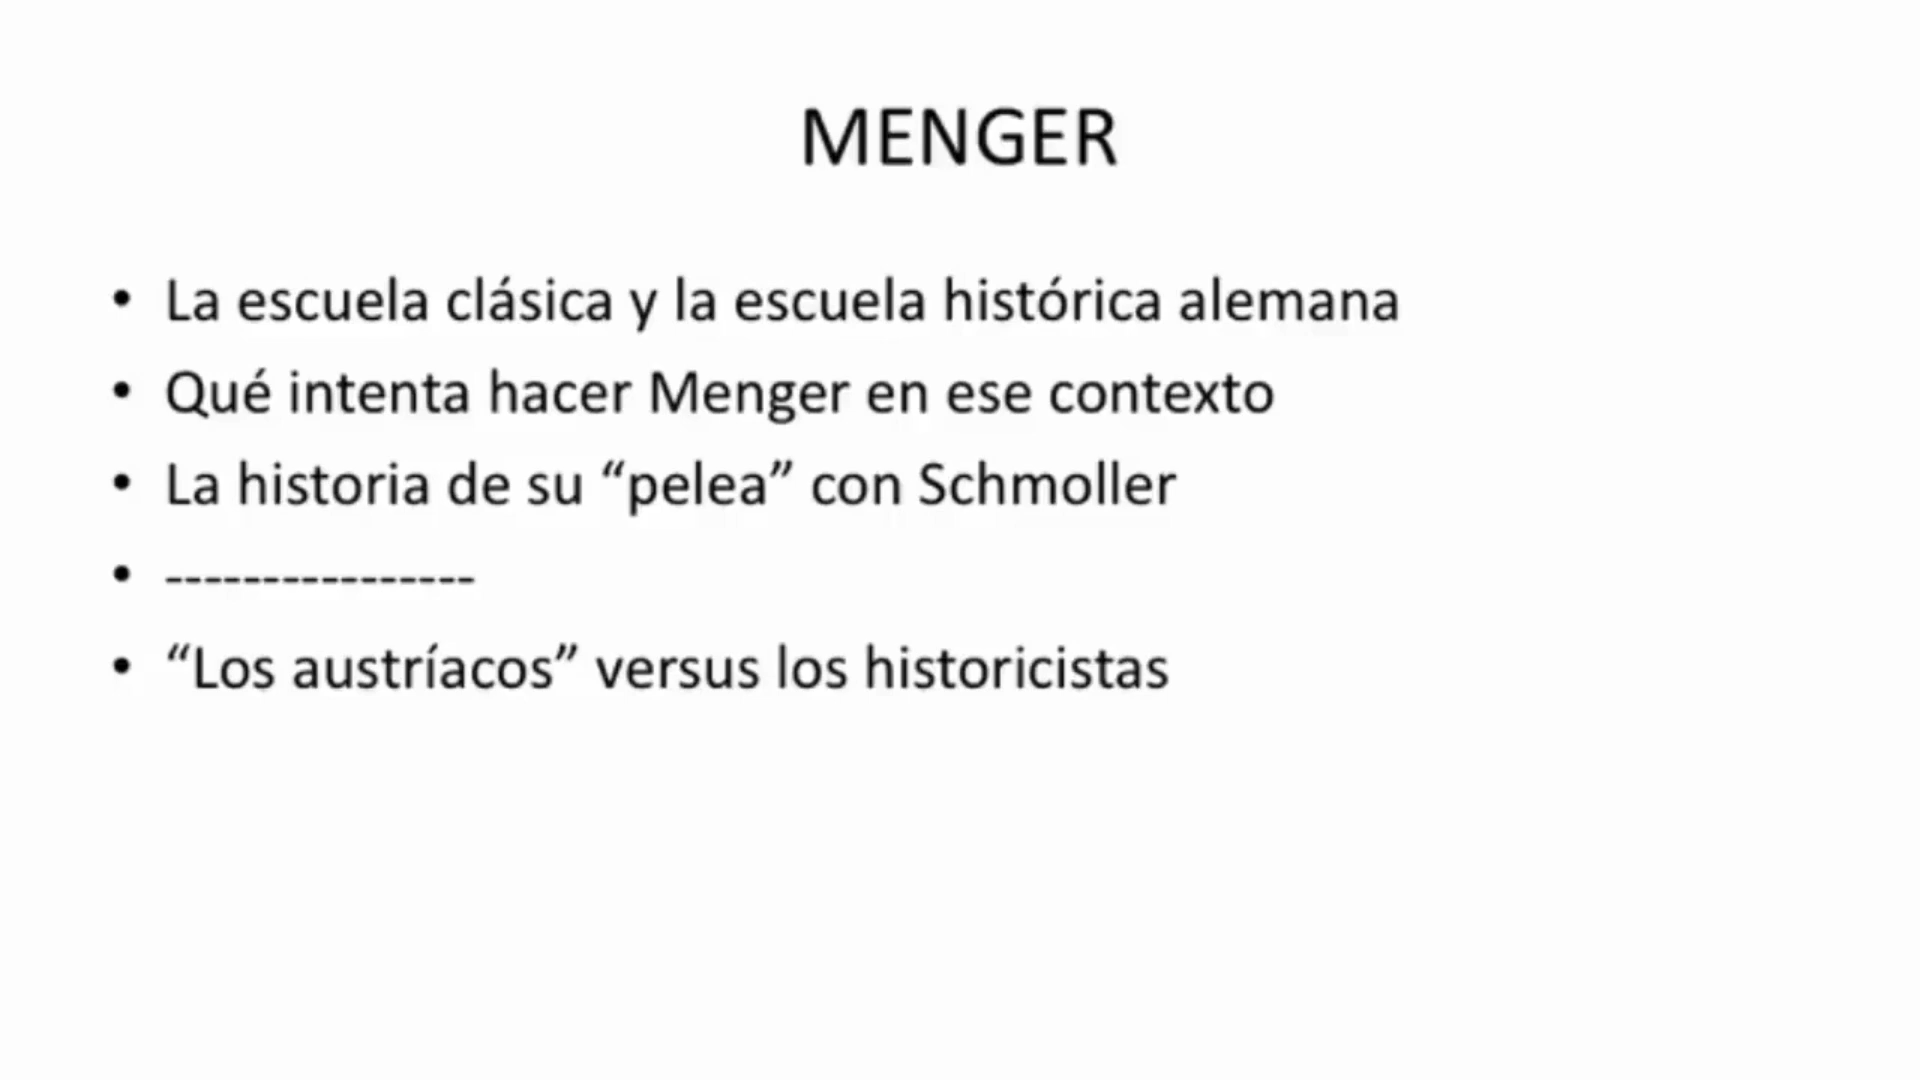 MENGER
• La escuela clásica y la escuela histórica alemana
• Qué intenta hacer Menger en ese contexto
• La historia de su “pelea” con Schmoller
• ----------------
• “Los austríacos” versus los historicistas